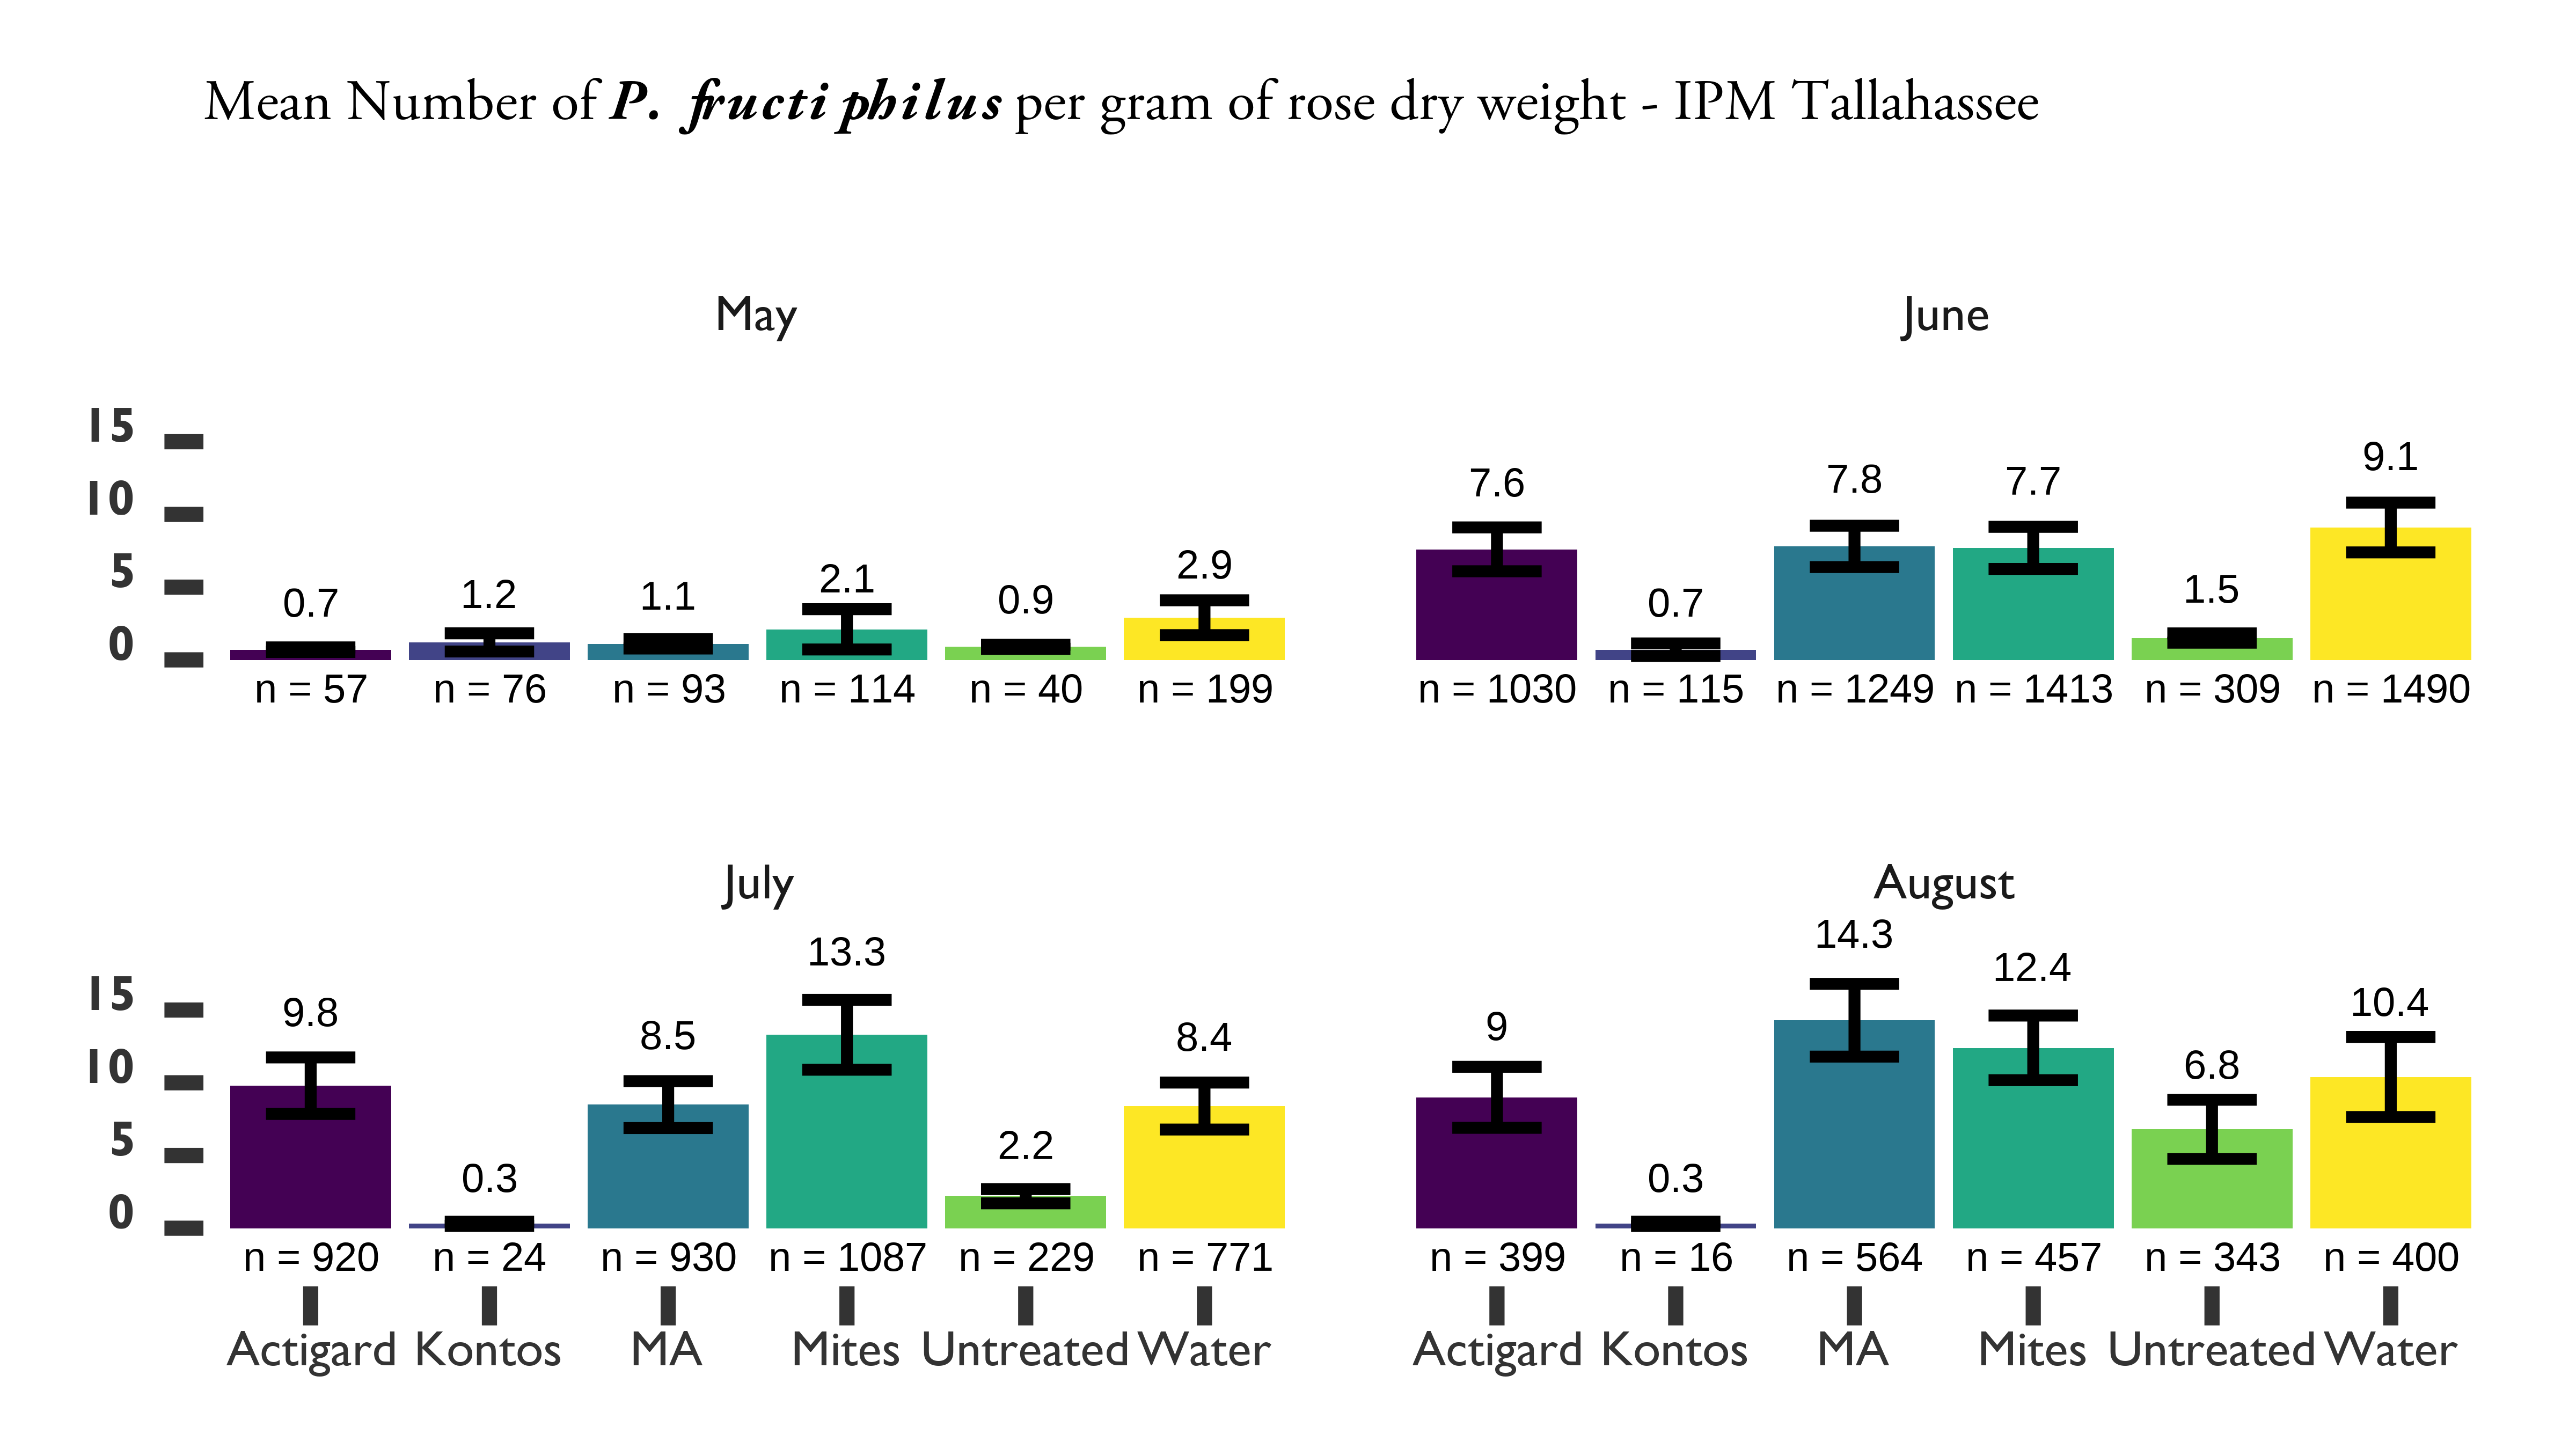 Mean Number of P. fructiphilus per gram of rose dry weight - IPM Tallahassee
May
15
10
5
0
0.7
1.2
1.1
2.1
0.9
2.9
n = 57
n = 76
n = 93
n = 114
n = 40
n = 199
June
7.6
0.7
7.8
7.7
1.5
9.1
n = 1030
n = 115
n = 1249
n = 1413
n = 309
n = 1490
July
15
10
5
0
9.8
0.3
8.5
13.3
2.2
8.4
n = 920
n = 24
n = 930
n = 1087
n = 229
n = 771
Actigard
Kontos
MA
Mites
Untreated
Water
August
9
0.3
14.3
12.4
6.8
10.4
n = 399
n = 16
n = 564
n = 457
n = 343
n = 400
Actigard
Kontos
MA
Mites
Untreated
Water